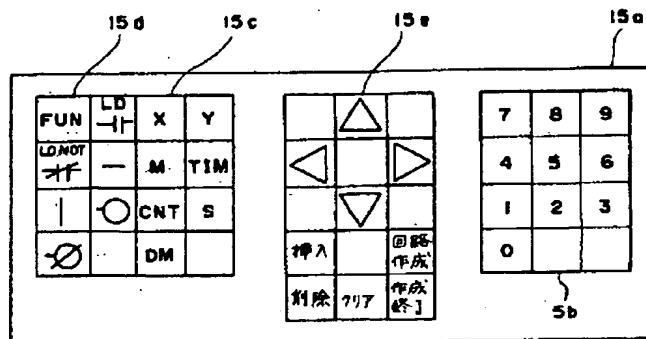 15d 15c 15e 15a
FUN LD X Y
LD.NOT M TIM
CNT S
DM
挿入 回路作成
削除 クリア 作成終了
7 8 9
4 5 6
1 2 3
0
5b